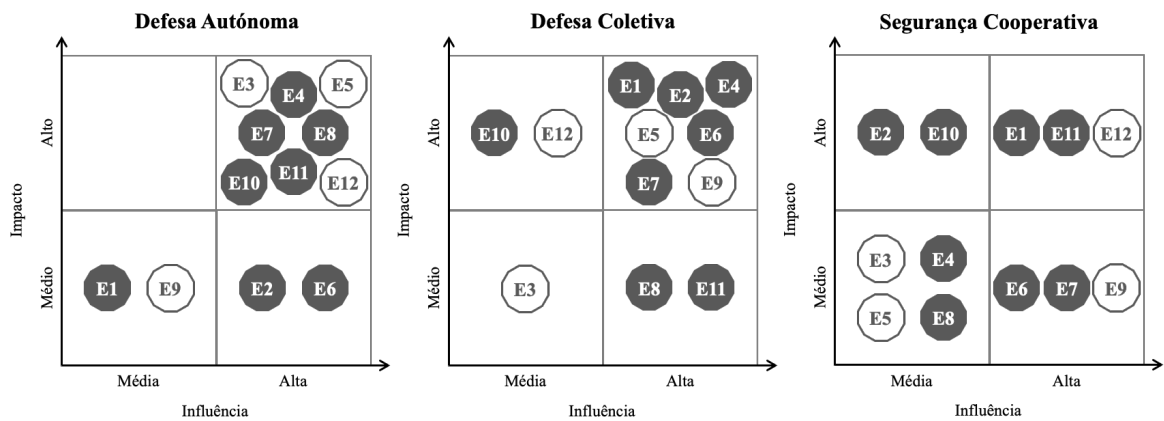 Defesa Autónoma
Impacto
Alto
Médio
E3
E5
E4
E7
E8
E11
E10
E12
E1
E9
E2
E6
Média
Alta
Influência
Defesa Coletiva
Impacto
Alto
Médio
E10
E12
E1
E2
E4
E5
E6
E7
E9
E3
E8
E11
Média
Alta
Influência
Segurança Cooperativa
Impacto
Alto
Médio
E2
E10
E1
E11
E12
E3
E4
E5
E8
E6
E7
E9
Média
Alta
Influência